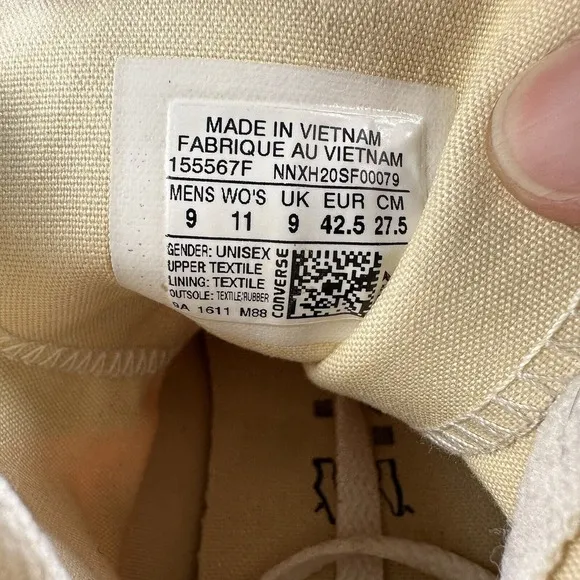 MADE IN VIETNAM
FABRIQUE AU VIETNAM
155567F NNXH20SF00079
MENS WO'S UK EUR CM
9 11 9 42.5 27.5
GENDER: UNISEX
UPPER: TEXTILE
LINING: TEXTILE
OUTSOLE: TEXTILE/RUBBER
1611 M88
CONVERSE